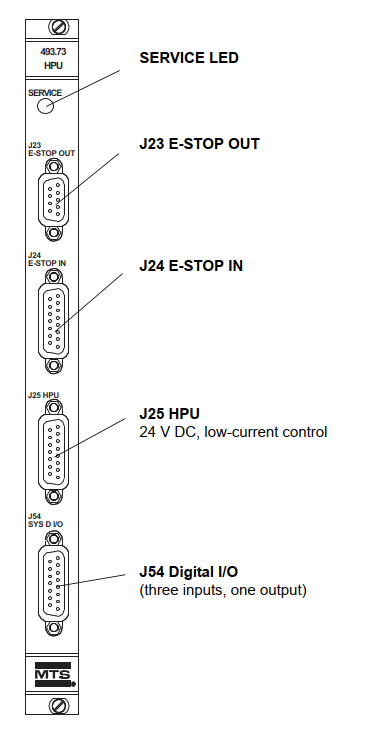 493.73
HPU
SERVICE
SERVICE LED
J23
E-STOP OUT
J23 E-STOP OUT
J24
E-STOP IN
J24 E-STOP IN
J25 HPU
J25 HPU
24 V DC, low-current control
J54
SYS D I/O
J54 Digital I/O
(three inputs, one output)
MTS